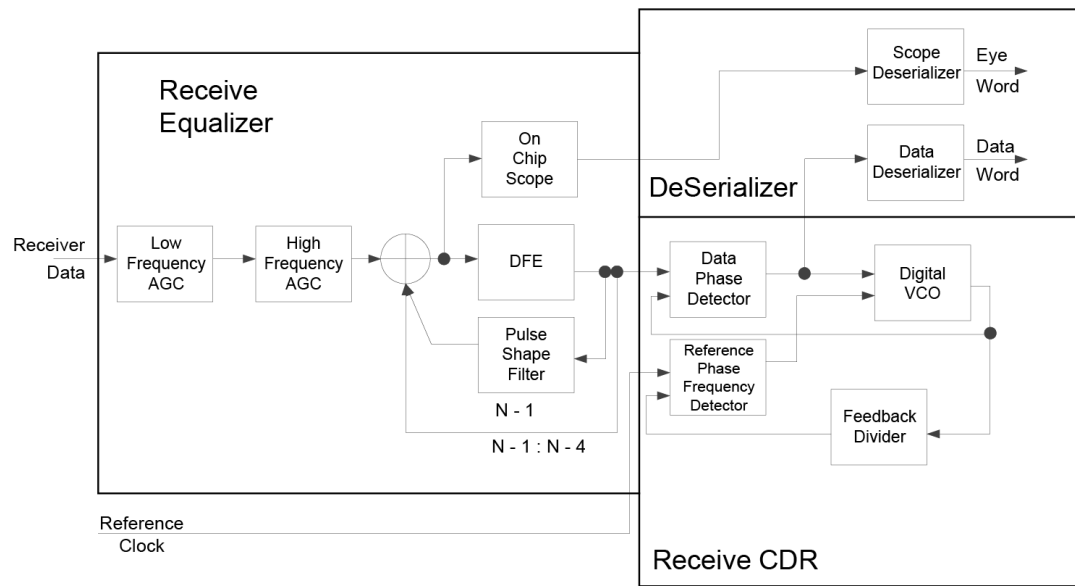 Receive
Equalizer
Receiver
Data
Low
Frequency
AGC
High
Frequency
AGC
On
Chip
Scope
DFE
Pulse
Shape
Filter
N - 1
N - 1 : N - 4
Reference
Clock
Scope
Deserializer
Eye
Word
Data
Deserializer
Data
Word
DeSerializer
Data
Phase
Detector
Digital
VCO
Reference
Phase
Frequency
Detector
Feedback
Divider
Receive CDR